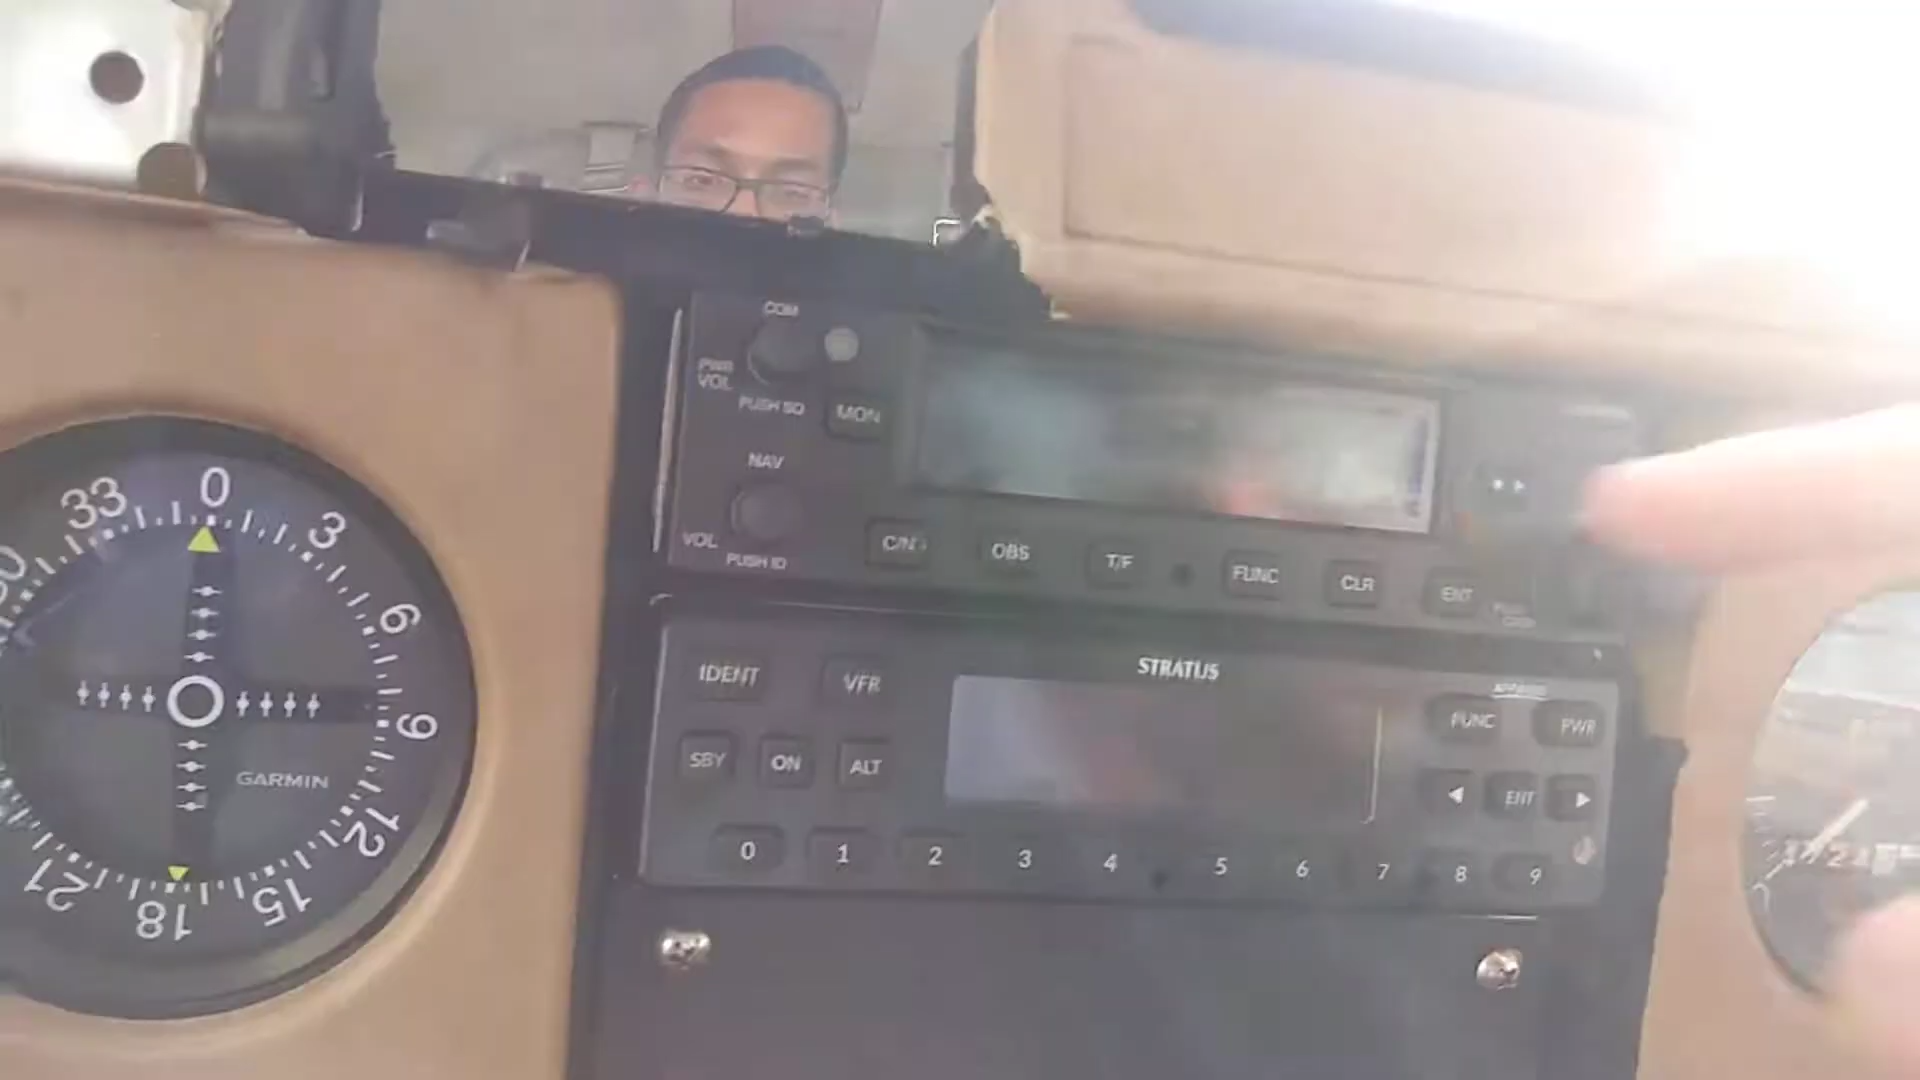 COM
PWR
VOL
PUSH SQ
MON
NAV
VOL
PUSH ID
OBS
T/F
FUNC
CLR
ENT
STRATUS
IDENT
VFR
FUNC
PWR
SBY
ON
ALT
ENT
0 1 2 3 4 5 6 7 8 9
33 0 3 6 9 12 15 18 21
GARMIN